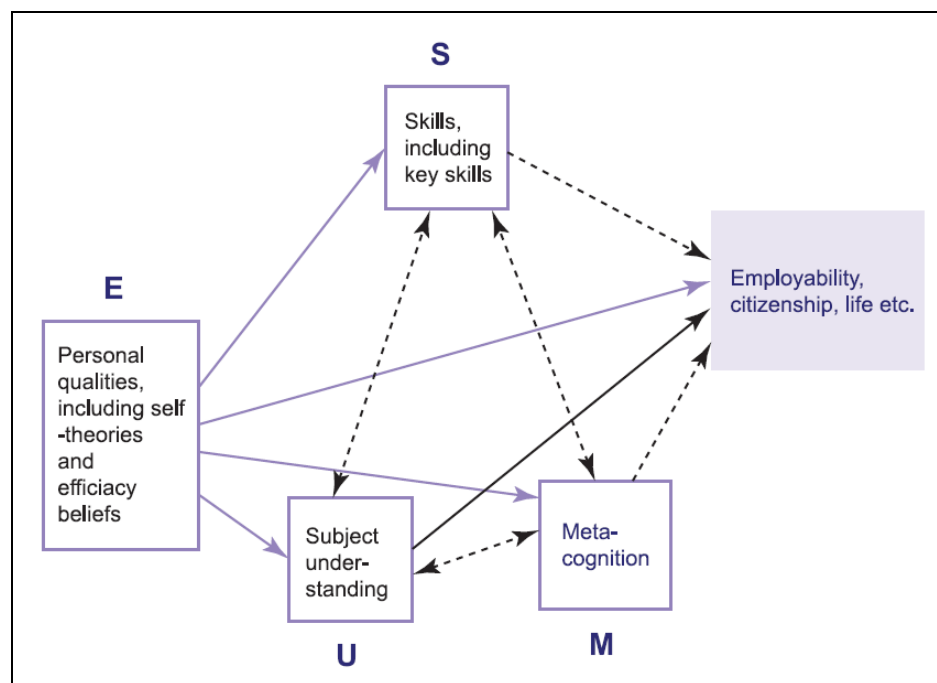 S
Skills,
including
key skills
E
Personal
qualities,
including self
-theories
and
efficiacy
beliefs
Employability,
citizenship, life etc.
Subject
under-
standing
U
Meta-
cognition
M